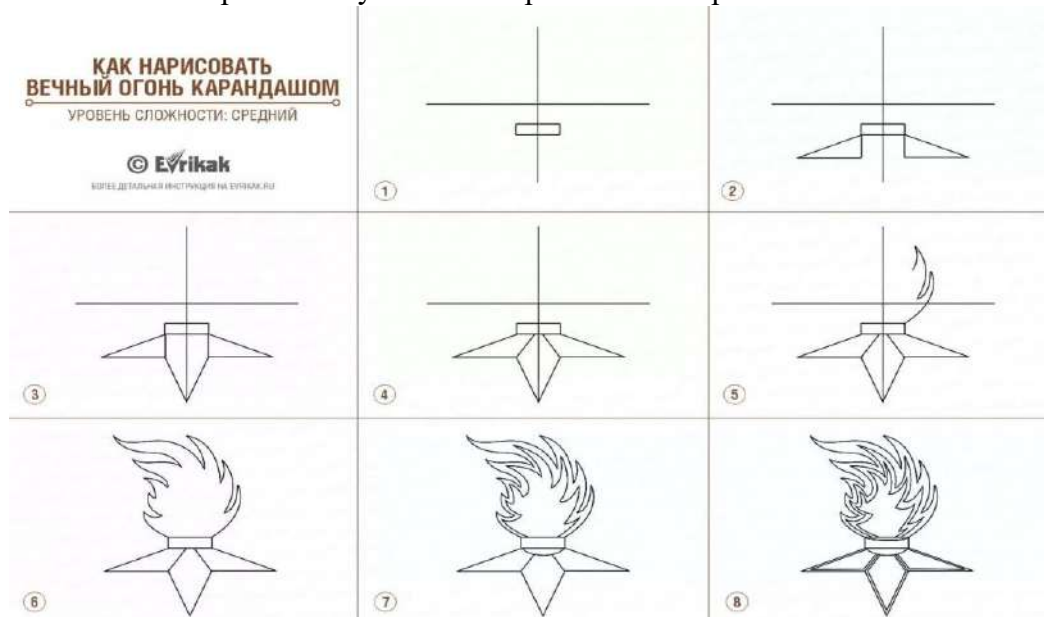 КАК НАРИСОВАТЬ
ВЕЧНЫЙ ОГОНЬ КАРАНДАШОМ
УРОВЕНЬ СЛОЖНОСТИ: СРЕДНИЙ
© Evrikak
БОЛЕЕ ДЕТАЛЬНАЯ ИНСТРУКЦИЯ НА EVRIKAK.RU
1
2
3
4
5
6
7
8